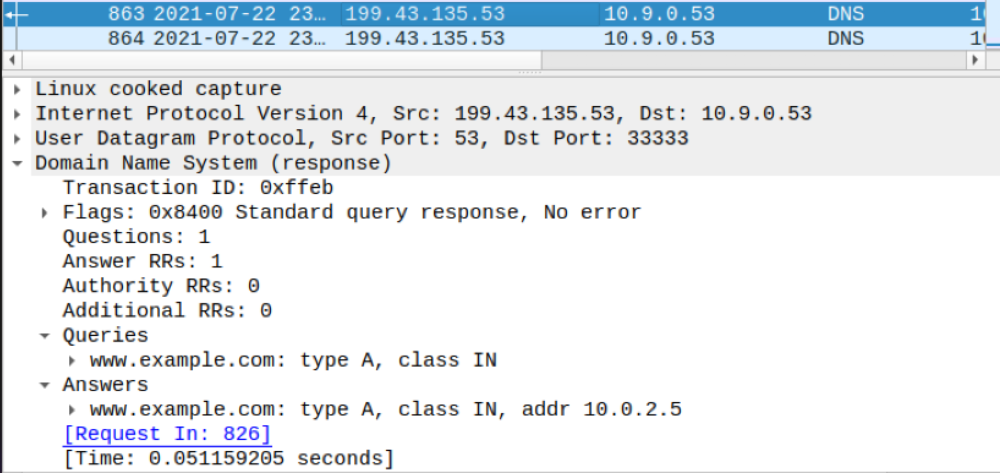 863 2021-07-22 23… 199.43.135.53 10.9.0.53 DNS
864 2021-07-22 23… 199.43.135.53 10.9.0.53 DNS
Linux cooked capture
Internet Protocol Version 4, Src: 199.43.135.53, Dst: 10.9.0.53
User Datagram Protocol, Src Port: 53, Dst Port: 33333
Domain Name System (response)
Transaction ID: 0xffeb
Flags: 0x8400 Standard query response, No error
Questions: 1
Answer RRs: 1
Authority RRs: 0
Additional RRs: 0
Queries
www.example.com: type A, class IN
Answers
www.example.com: type A, class IN, addr 10.0.2.5
[Request In: 826]
[Time: 0.051159205 seconds]